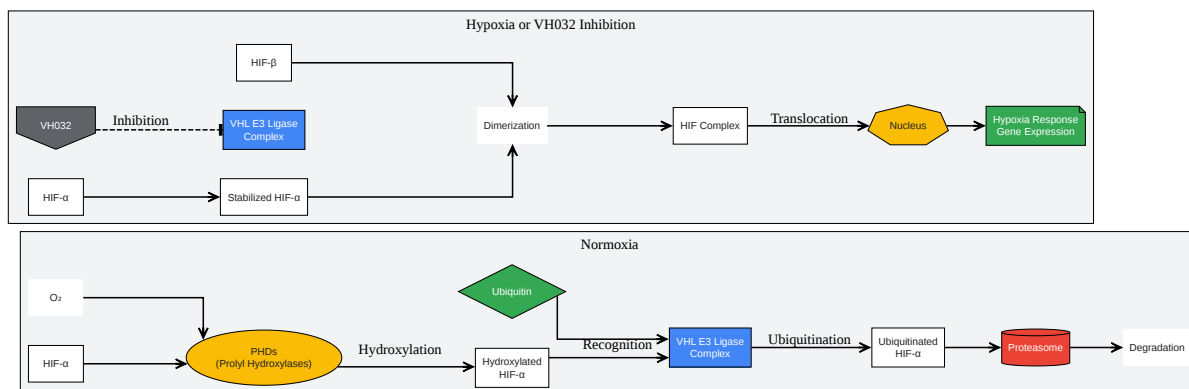 Hypoxia or VH032 Inhibition
HIF-β
VH032
Inhibition
VHL E3 Ligase
Complex
Dimerization
HIF Complex
Translocation
Nucleus
Hypoxia Response
Gene Expression
HIF-α
Stabilized HIF-α
Normoxia
O₂
Ubiquitin
HIF-α
PHDs
(Prolyl Hydroxylases)
Hydroxylation
Hydroxylated
HIF-α
Recognition
VHL E3 Ligase
Complex
Ubiquitination
Ubiquitinated
HIF-α
Proteasome
Degradation